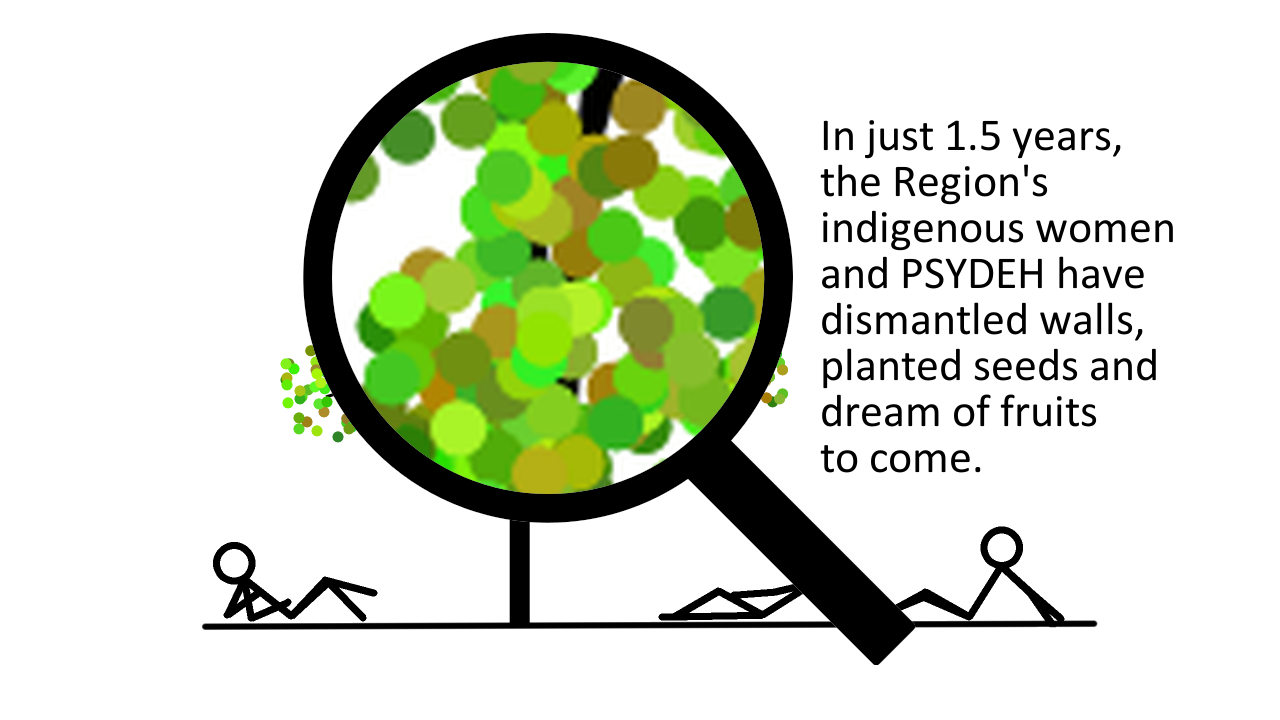 In just 1.5 years,
the Region's
indigenous women
and PSYDEH have
dismantled walls,
planted seeds and
dream of fruits
to come.